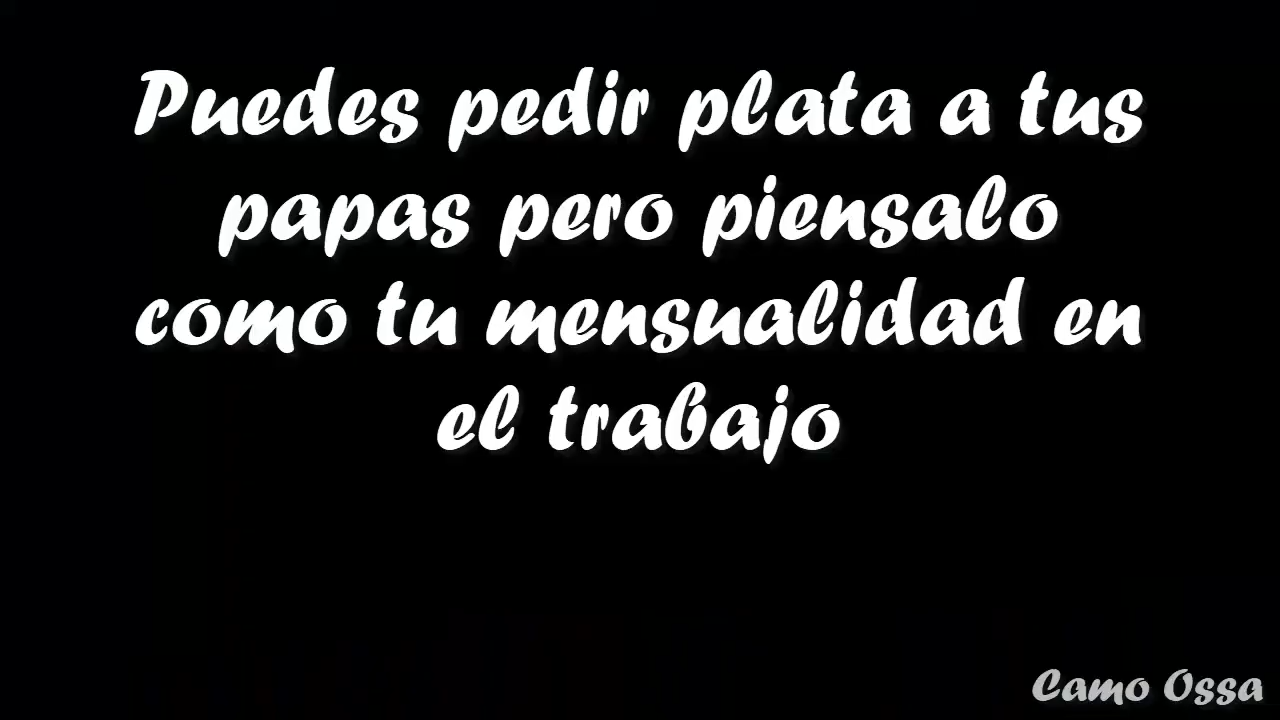 Puedes pedir plata a tus
papas pero piensalo
como tu mensualidad en
el trabajo
Camo Ossa